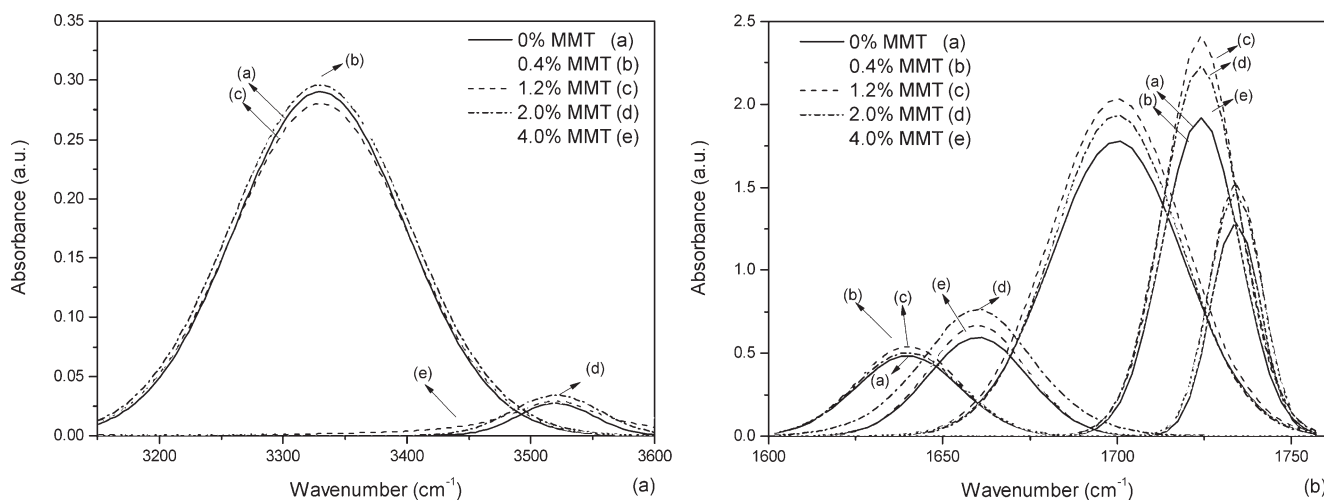 0.35
0.30
0.25
0.20
0.15
0.10
0.05
0.00
Absorbance (a.u.)
0% MMT (a)
0.4% MMT (b)
1.2% MMT (c)
2.0% MMT (d)
4.0% MMT (e)
(b)
(a)
(c)
(e)
(d)
3200 3300 3400 3500 3600
Wavenumber (cm⁻¹)
(a)
2.5
2.0
1.5
1.0
0.5
0.0
Absorbance (a.u.)
0% MMT (a)
0.4% MMT (b)
1.2% MMT (c)
2.0% MMT (d)
4.0% MMT (e)
(c)
(d)
(a)
(e)
(b)
(b)
(c)
(e)
(d)
(a)
1600 1650 1700 1750
Wavenumber (cm⁻¹)
(b)